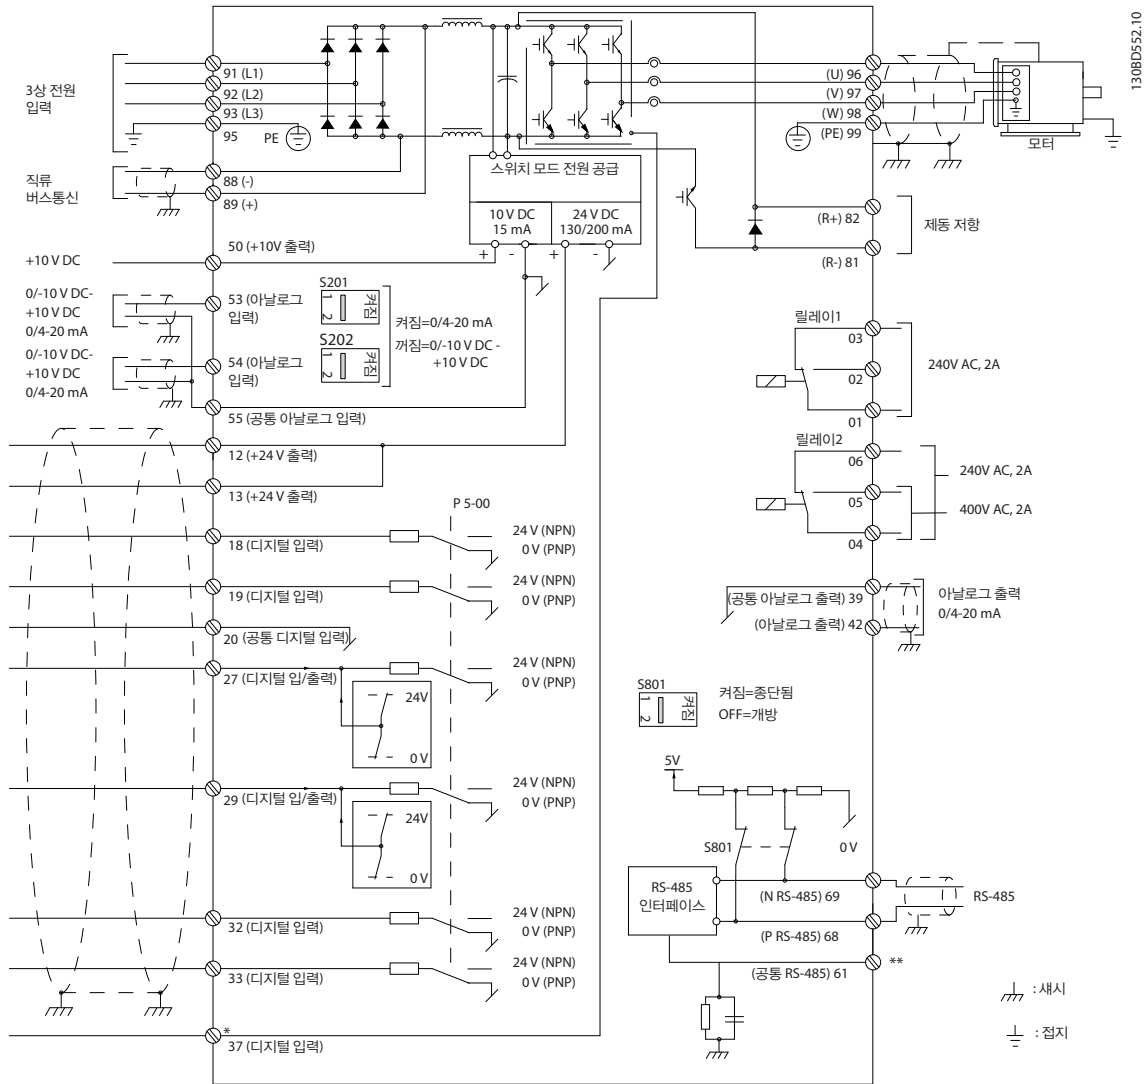 130BD552.10
3상 전원
입력
91 (L1)
92 (L2)
93 (L3)
95
PE
(U) 96
(V) 97
(W) 98
(PE) 99
모터
직류
버스통신
88 (-)
89 (+)
스위치 모드 전원 공급
10 V DC
15 mA
24 V DC
130/200 mA
+
-
+
-
(R+) 82
(R-) 81
제동 저항
+10 V DC
50 (+10V 출력)
0/-10 V DC-
+10 V DC
0/4-20 mA
53 (아날로그
입력)
S201
1
2
켜짐
켜짐=0/4-20 mA
꺼짐=0/-10 V DC -
+10 V DC
0/-10 V DC-
+10 V DC
0/4-20 mA
54 (아날로그
입력)
S202
1
2
켜짐
55 (공통 아날로그 입력)
릴레이1
03
02
01
240V AC, 2A
릴레이2
06
05
04
240V AC, 2A
400V AC, 2A
12 (+24 V 출력)
13 (+24 V 출력)
P 5-00
18 (디지털 입력)
24 V (NPN)
0 V (PNP)
19 (디지털 입력)
24 V (NPN)
0 V (PNP)
20 (공통 디지털 입력)
27 (디지털 입/출력)
24 V (NPN)
0 V (PNP)
24V
0 V
29 (디지털 입/출력)
24 V (NPN)
0 V (PNP)
24V
0 V
32 (디지털 입력)
24 V (NPN)
0 V (PNP)
33 (디지털 입력)
24 V (NPN)
0 V (PNP)
*
37 (디지털 입력)
(공통 아날로그 출력) 39
(아날로그 출력) 42
아날로그 출력
0/4-20 mA
S801
1
2
켜짐
켜짐=종단됨
OFF=개방
5V
S801
0 V
RS-485
인터페이스
(N RS-485) 69
(P RS-485) 68
(공통 RS-485) 61
RS-485
**
: 섀시
: 접지